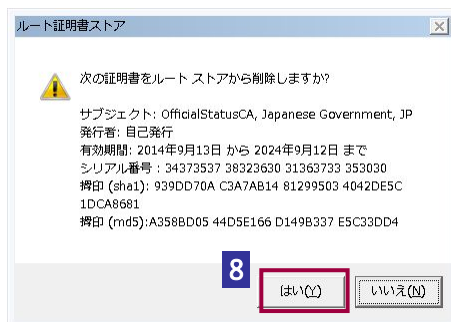 ルート証明書ストア
次の証明書をルート ストアから削除しますか?
サブジェクト: OfficialStatusCA, Japanese Government, JP
発行者: 自己発行
有効期間: 2014年9月13日 から 2024年9月12日 まで
シリアル番号 : 34373537 38323630 31363733 353030
拇印 (sha1): 939DD70A C3A7AB14 81299503 4042DE5C
1DCA8681
拇印 (md5):A358BD05 44D5E166 D149B337 E5C33DD4
8
はい(Y)
いいえ(N)